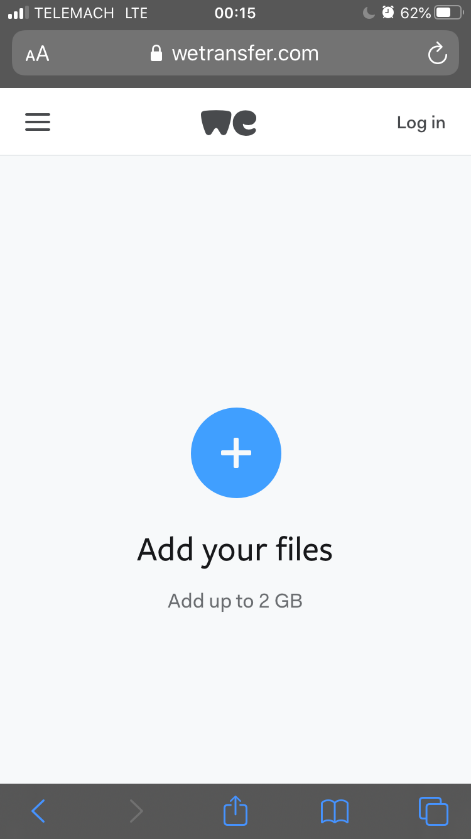 TELEMACH LTE 00:15 62%
AA wetransfer.com
we Log in
Add your files
Add up to 2 GB